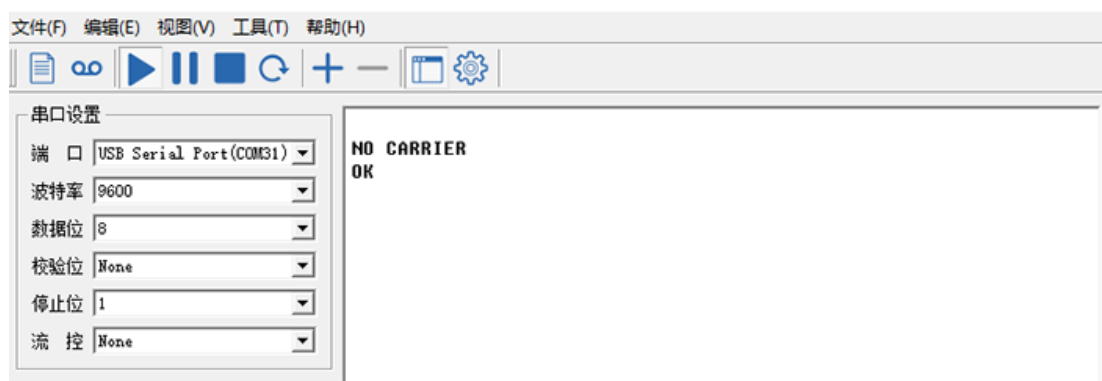 文件(F) 编辑(E) 视图(V) 工具(T) 帮助(H)
串口设置
端 口 USB Serial Port(COM31)
波特率 9600
数据位 8
校验位 None
停止位 1
流 控 None
NO CARRIER
OK